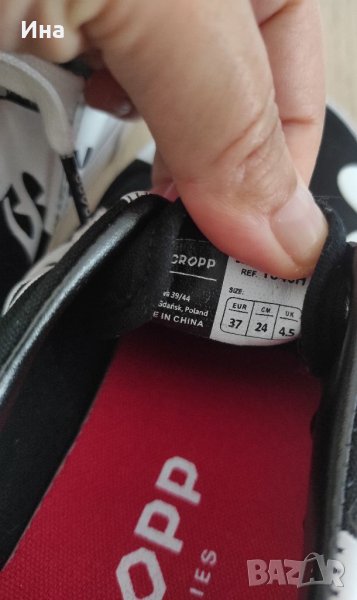 Ина
CROPP
39/44
Gdańsk, Poland
E IN CHINA
REF.
SIZE:
EUR CM UK
37 24 4.5
OPP
IES
BAZAR.bg